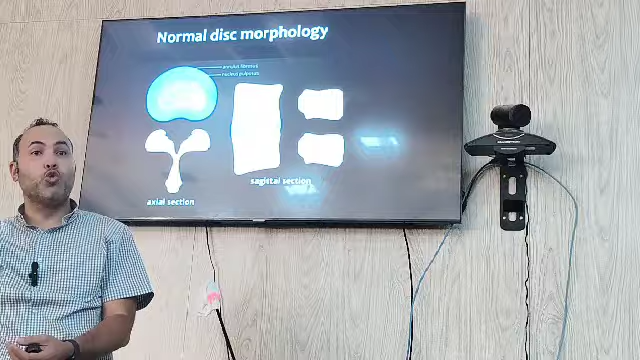 Normal disc morphology
annulus fibrosus
nucleus pulposus
sagittal section
axial section